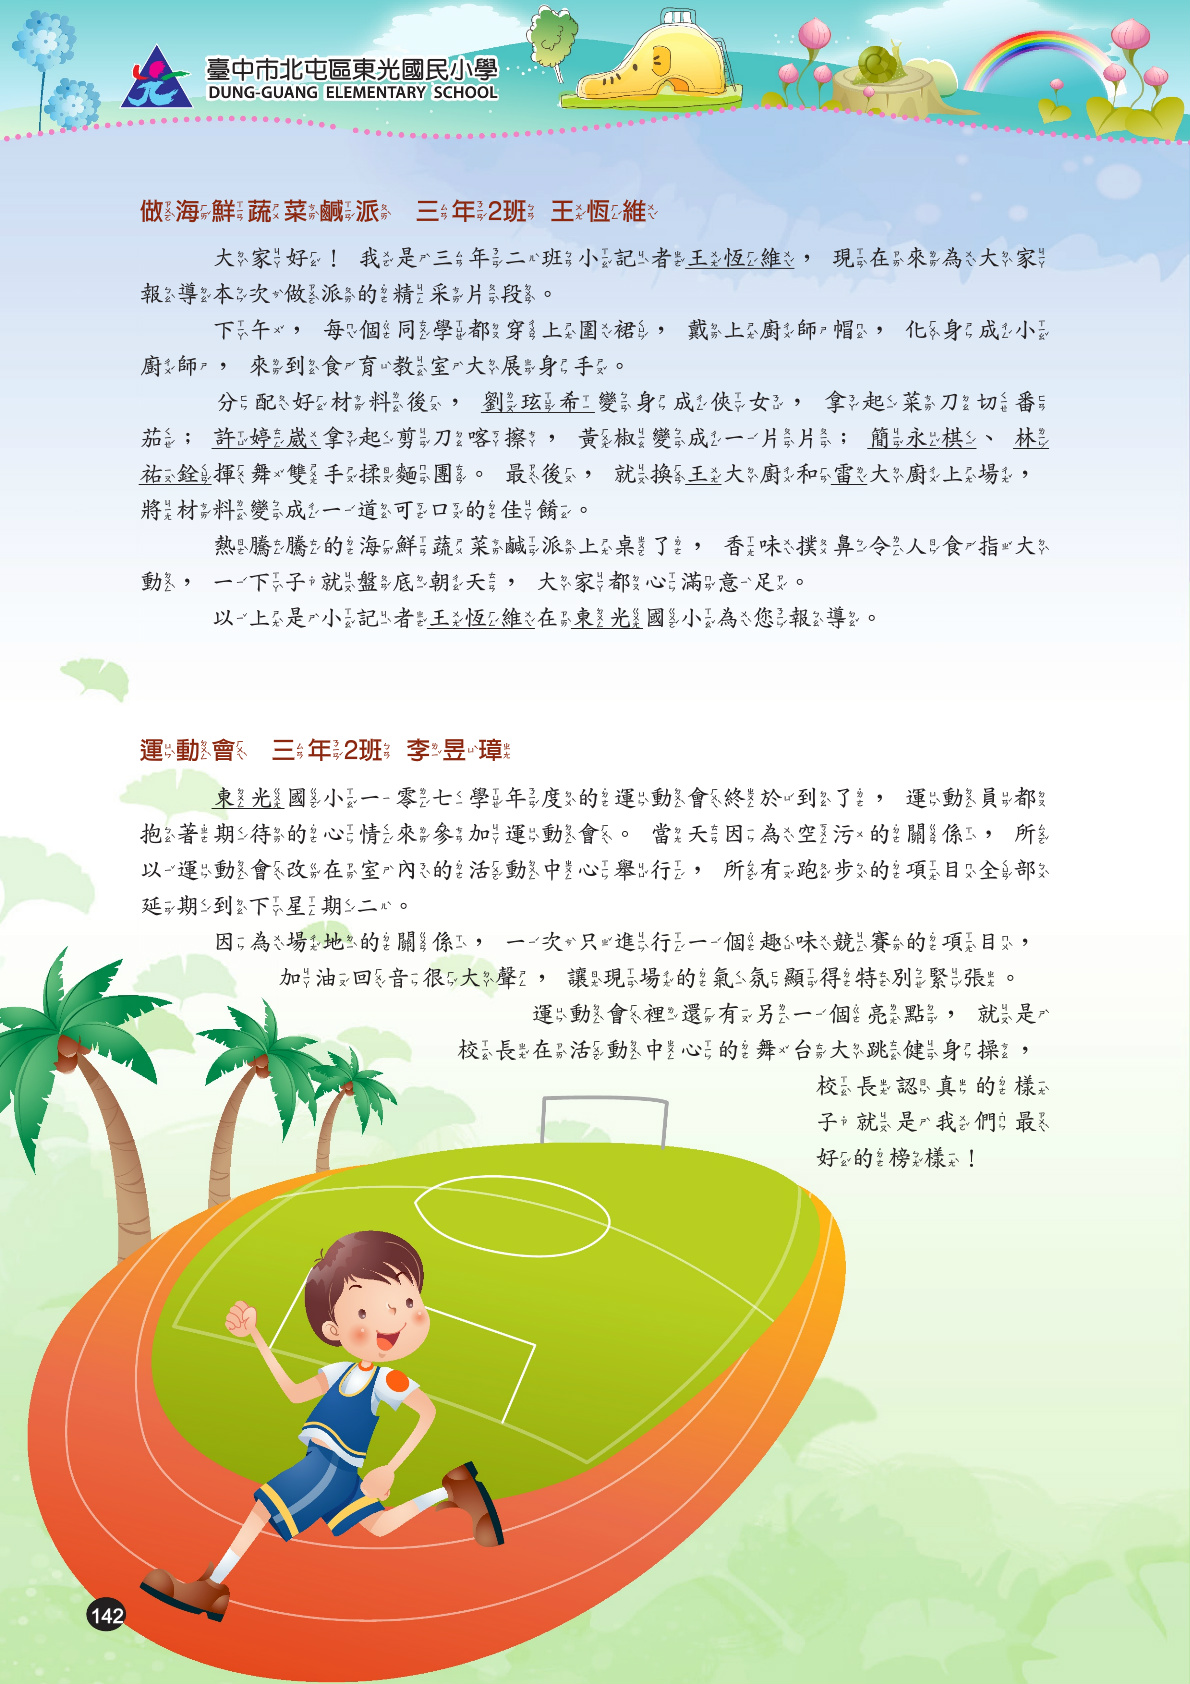 臺中市北屯區東光國民小學
DUNG-GUANG ELEMENTARY SCHOOL
做海鮮蔬菜鹹派 三年2班 王恆維
大家好！我是三年二班小記者王恆維，現在來為大家
報導本次做派的精采片段。
下午，每個同學都穿上圍裙，戴上廚師帽，化身成小
廚師，來到食育教室大展身手。
分配好材料後，劉玹希變身成俠女，拿起菜刀切番
茄；許婷崴拿起剪刀喀擦，黃椒變成一片片；簡永棋、林
祐銓揮舞雙手揉麵團。最後，就換王大廚和雷大廚上場，
將材料變成一道可口的佳餚。
熱騰騰的海鮮蔬菜鹹派上桌了，香味撲鼻令人食指大
動，一下子就盤底朝天，大家都心滿意足。
以上是小記者王恆維在東光國小為您報導。
運動會 三年2班 李昱璋
東光國小一零七學年度的運動會終於到了，運動員都
抱著期待的心情來參加運動會。當天因為空污的關係，所
以運動會改在室內的活動中心舉行，所有跑步的項目全部
延期到下星期二。
因為場地的關係，一次只進行一個趣味競賽的項目，
加油回音很大聲，讓現場的氣氛顯得特別緊張。
運動會裡還有另一個亮點，就是
校長在活動中心的舞台大跳健身操，
校長認真的樣
子就是我們最
好的榜樣！
142